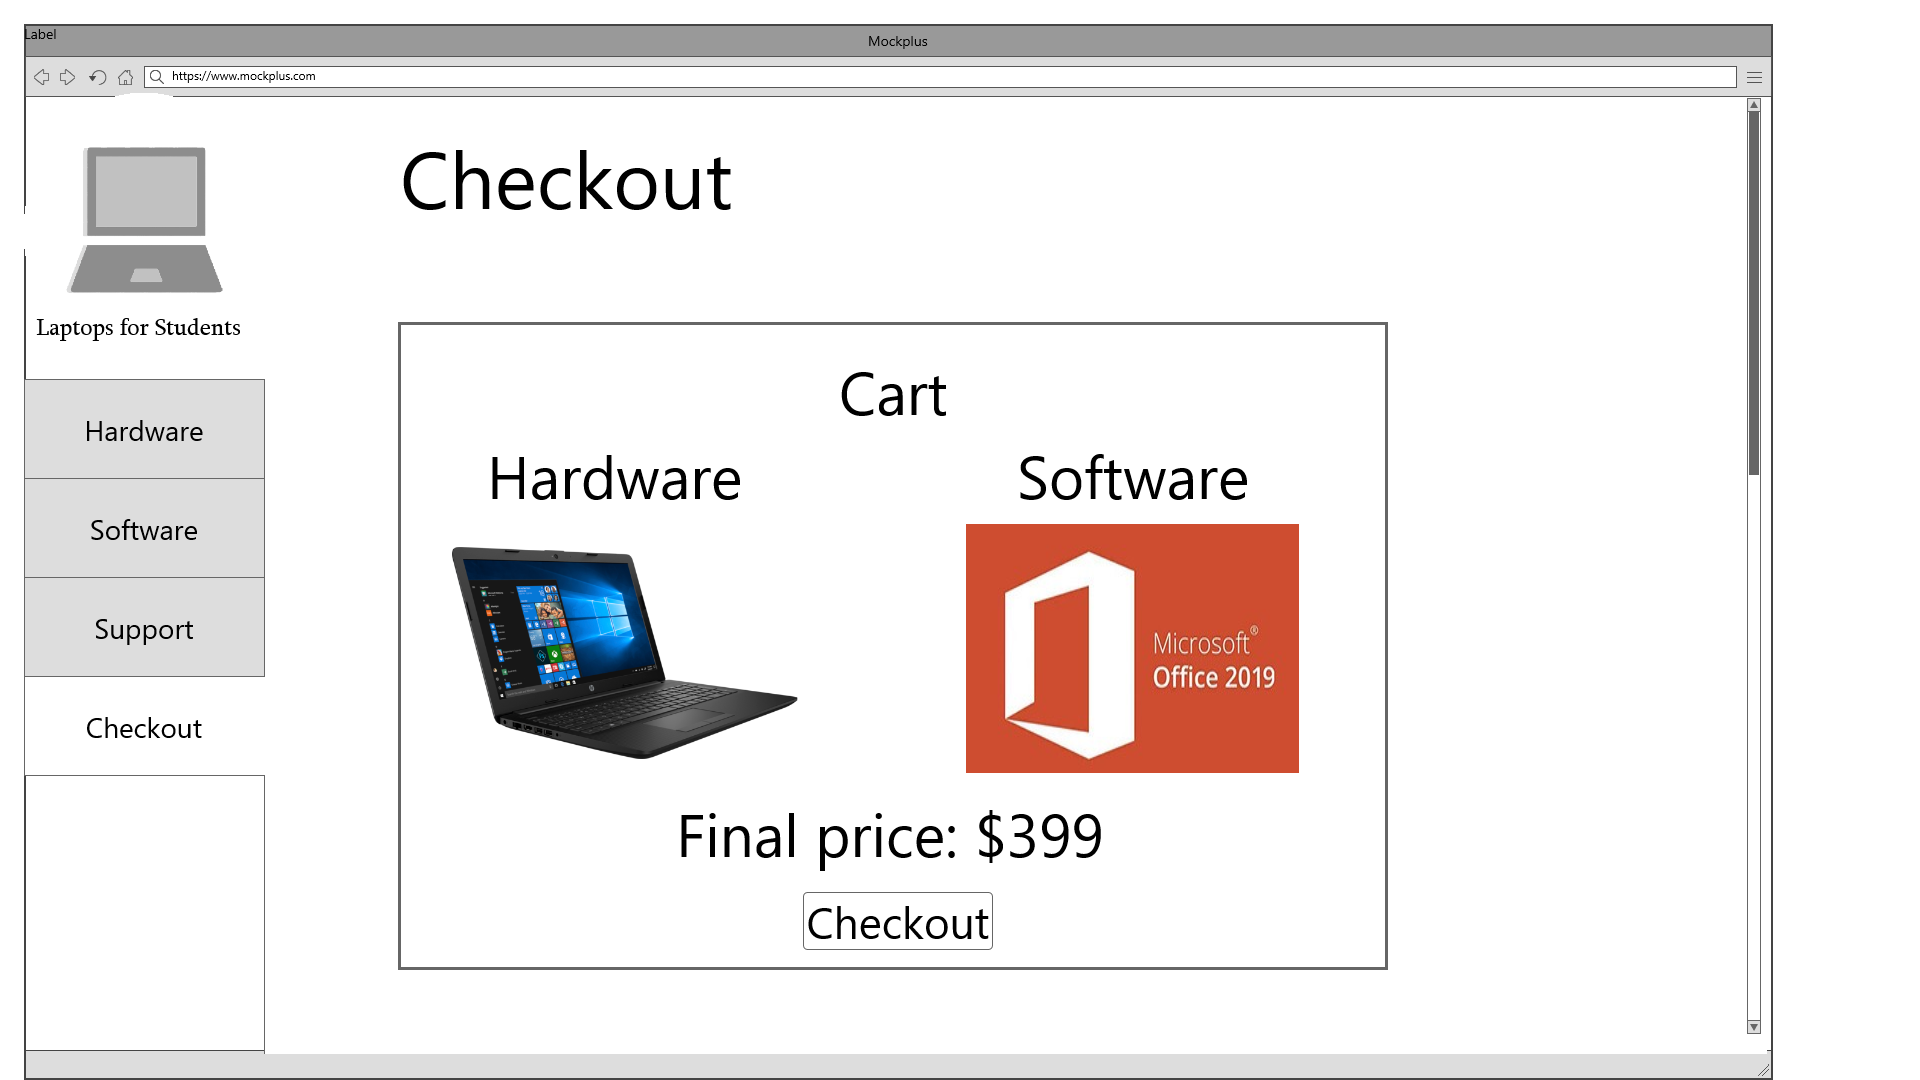 Label
Mockplus
https://www.mockplus.com
Checkout
Laptops for Students
Hardware
Software
Support
Checkout
Cart
Hardware
Software
Microsoft®
Office 2019
Final price: $399
Checkout